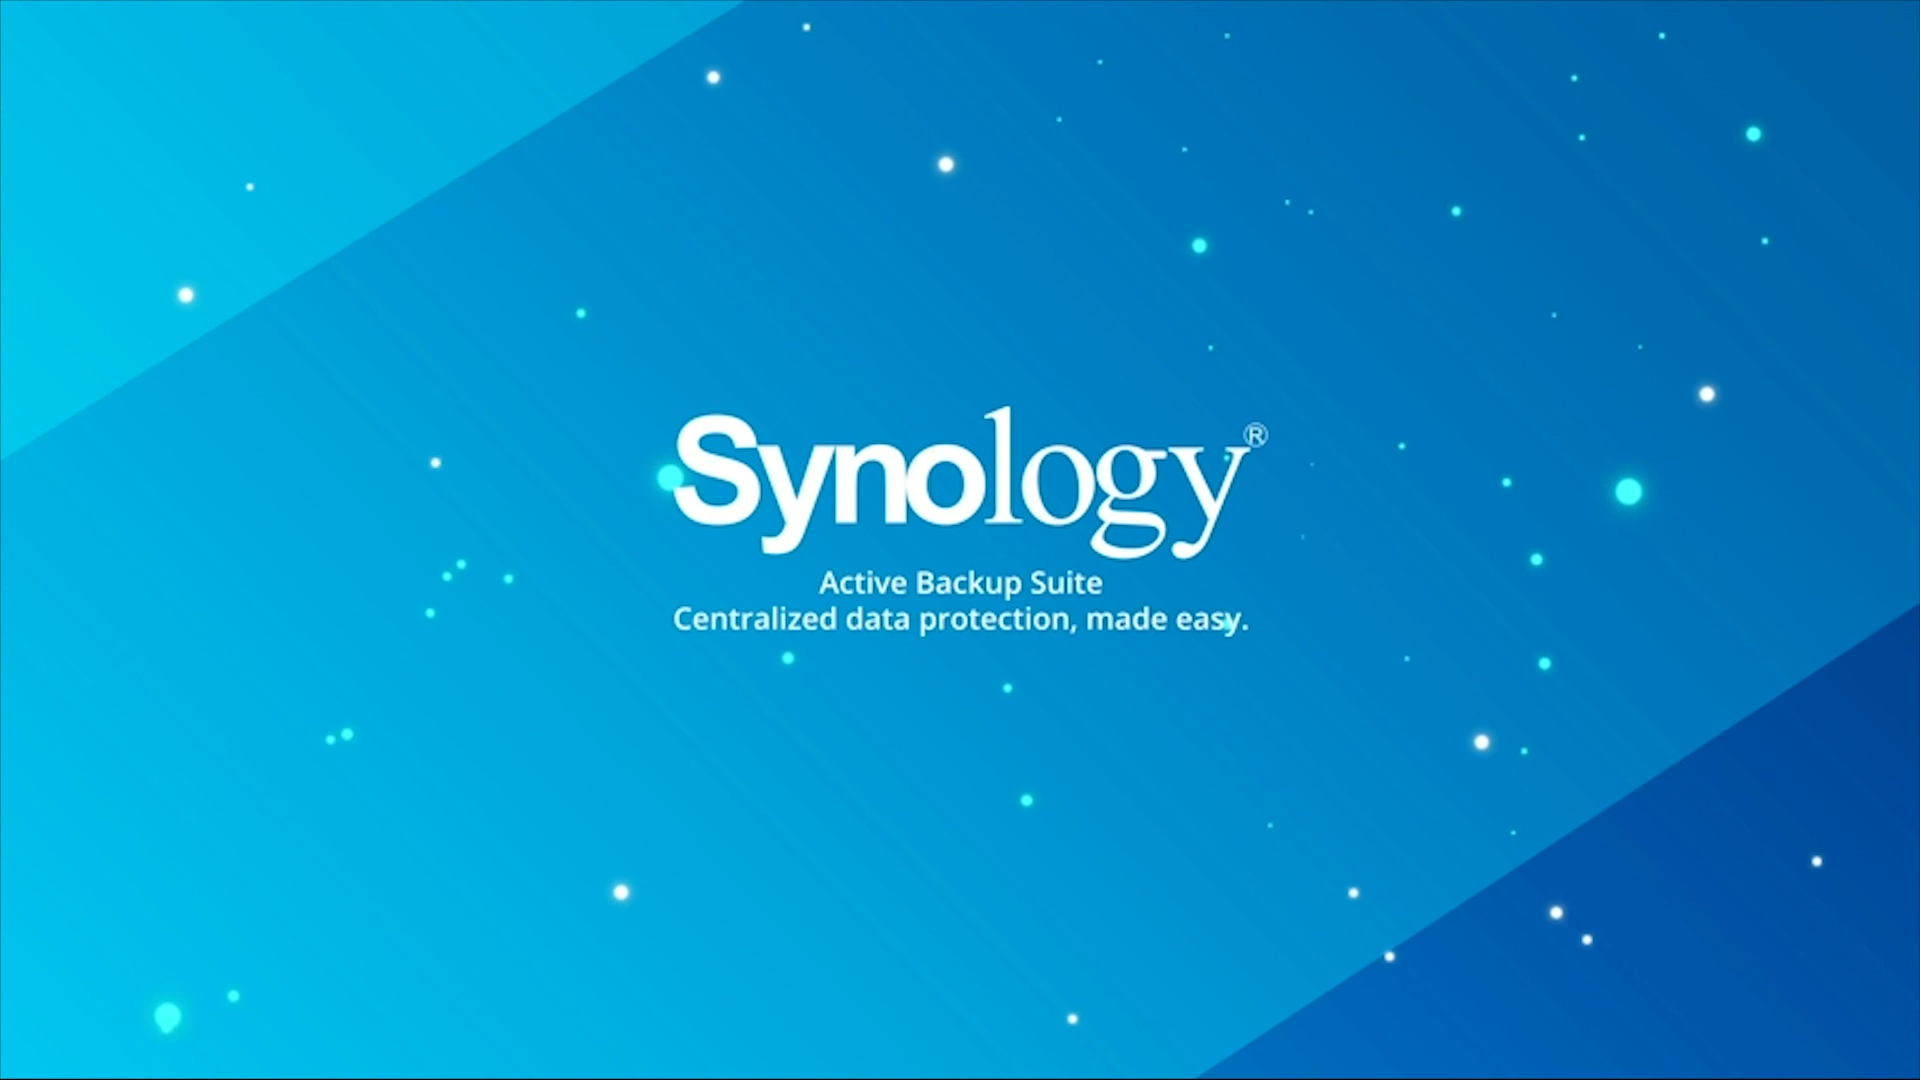 Synology®
Active Backup Suite
Centralized data protection, made easy.